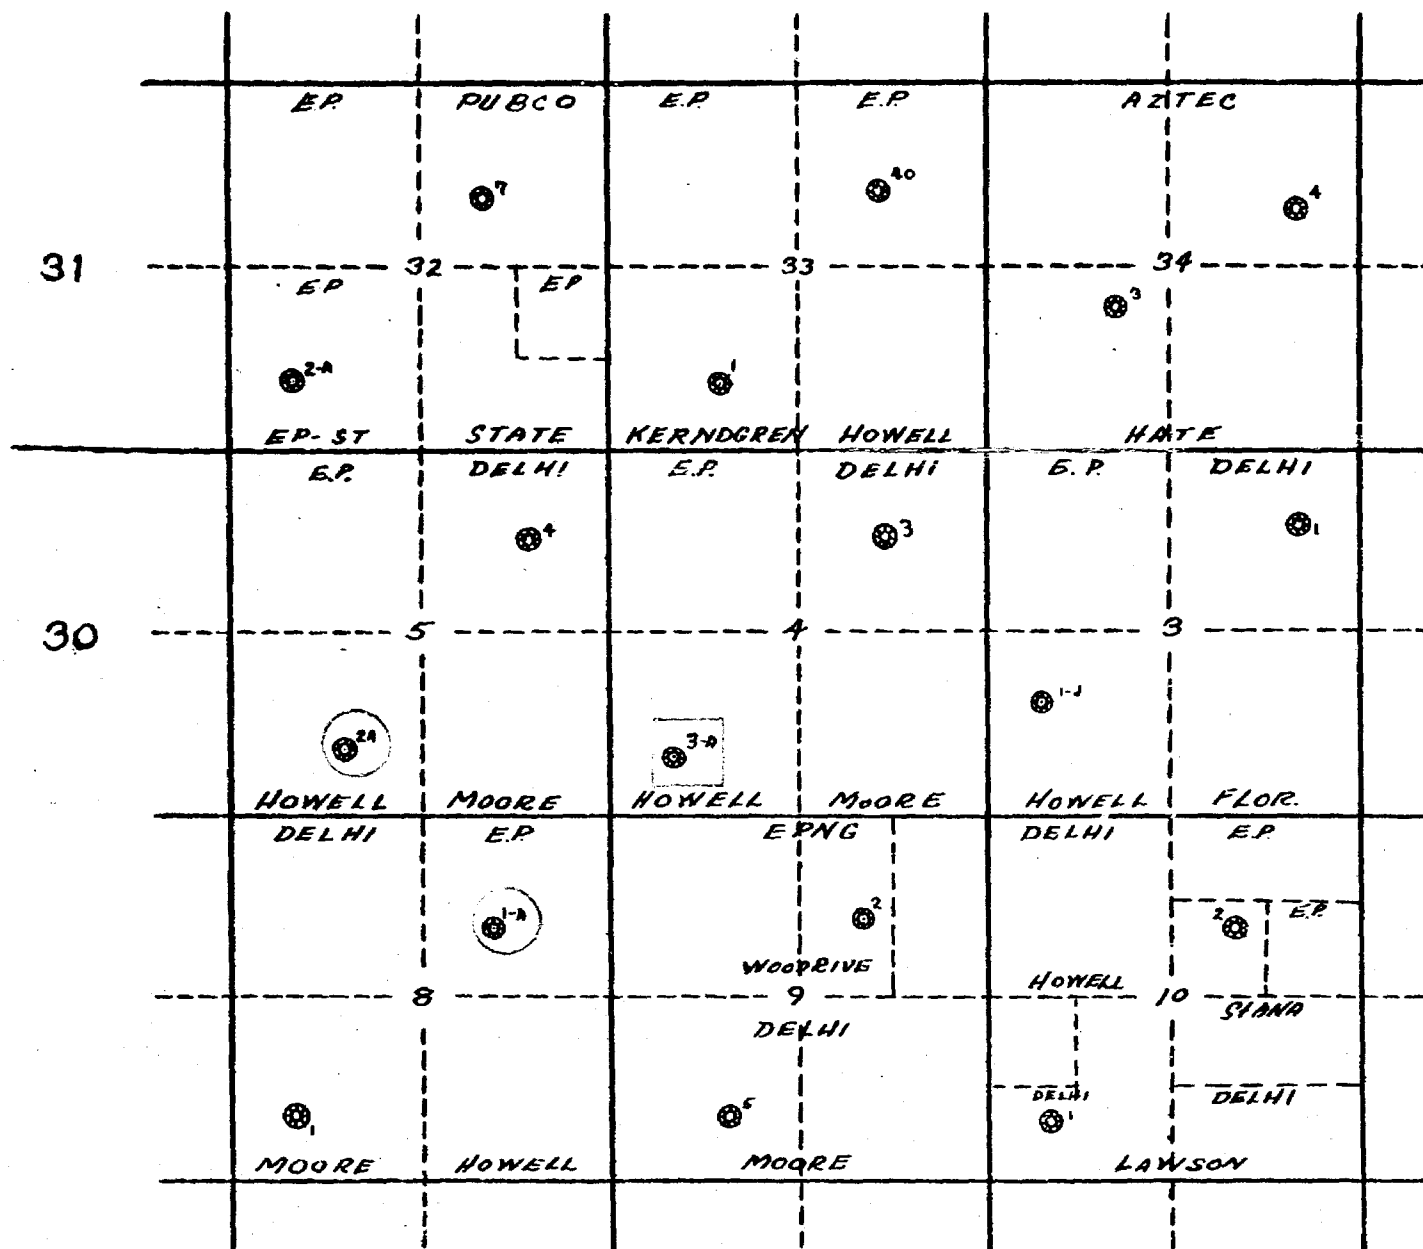 E.P. PUBCO E.P. E.P. AZTEC
7 40 4
31 32 33 34
EP EP 3
2-A 1
EP-ST STATE KERNDGREN HOWELL HATE
E.P. DELHI E.P. DELHI E.P. DELHI
4 3 1
30 5 4 3
1-J
2A 3-A
HOWELL MOORE HOWELL MOORE HOWELL FLOR.
DELHI E.P. EPNG DELHI E.P.
1-A 2 2 E.P.
WOODRIVE HOWELL
8 9 10
DELHI SIANA
DELHI DELHI
1 5 1
MOORE HOWELL MOORE LAWSON